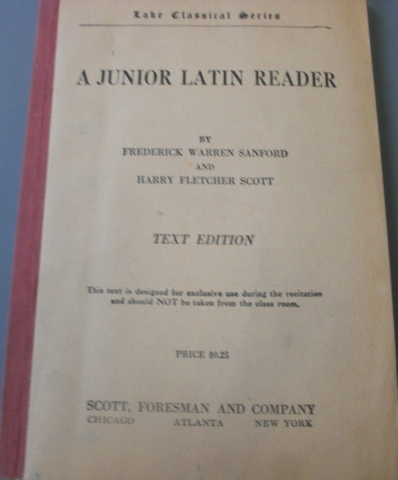 Lake Classical Series
A JUNIOR LATIN READER
BY
FREDERICK WARREN SANFORD
AND
HARRY FLETCHER SCOTT
TEXT EDITION
This text is designed for exclusive use during the recitation
and should NOT be taken from the class room.
PRICE $0.25
SCOTT, FORESMAN AND COMPANY
CHICAGO ATLANTA NEW YORK